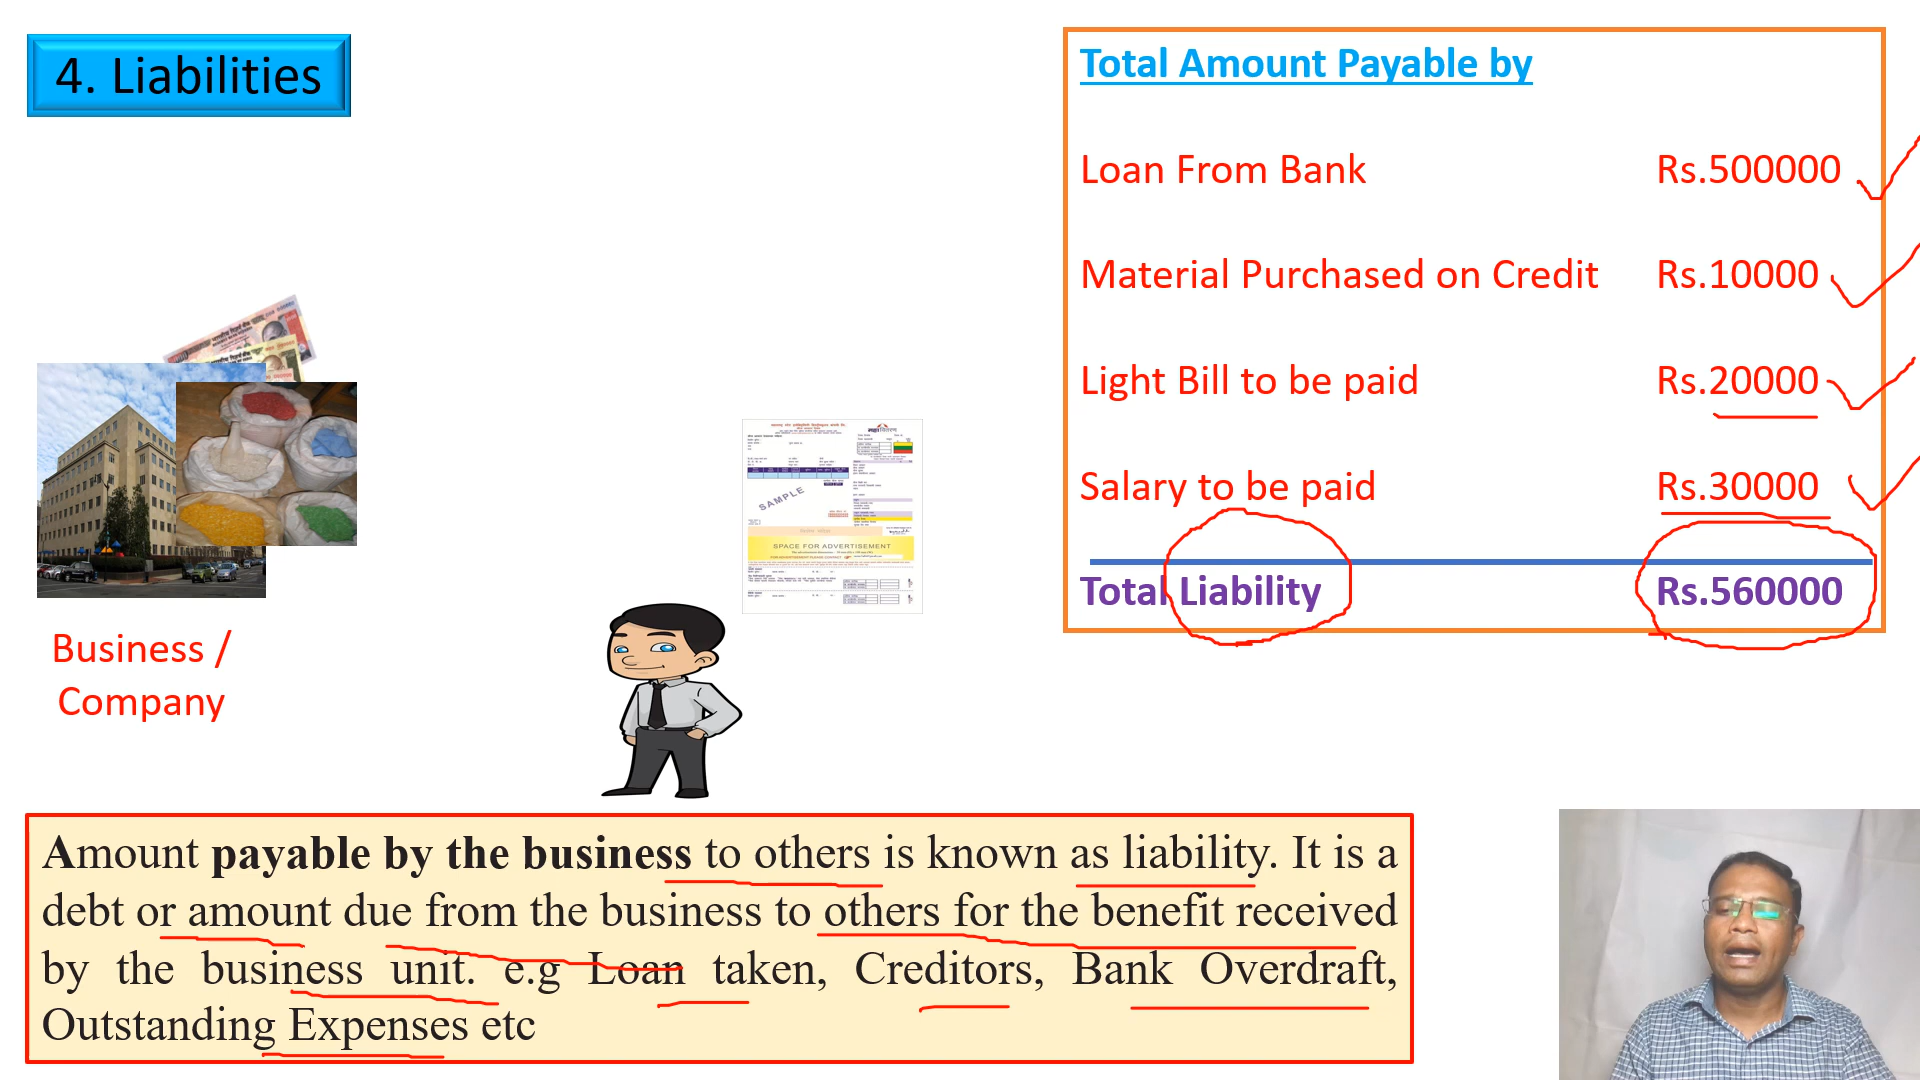 4. Liabilities
Total Amount Payable by
Loan From Bank Rs.500000
Material Purchased on Credit Rs.10000
Light Bill to be paid Rs.20000
Salary to be paid Rs.30000
Total Liability Rs.560000
SAMPLE
SPACE FOR ADVERTISEMENT
Business /
Company
Amount payable by the business to others is known as liability. It is a
debt or amount due from the business to others for the benefit received
by the business unit. e.g Loan taken, Creditors, Bank Overdraft,
Outstanding Expenses etc